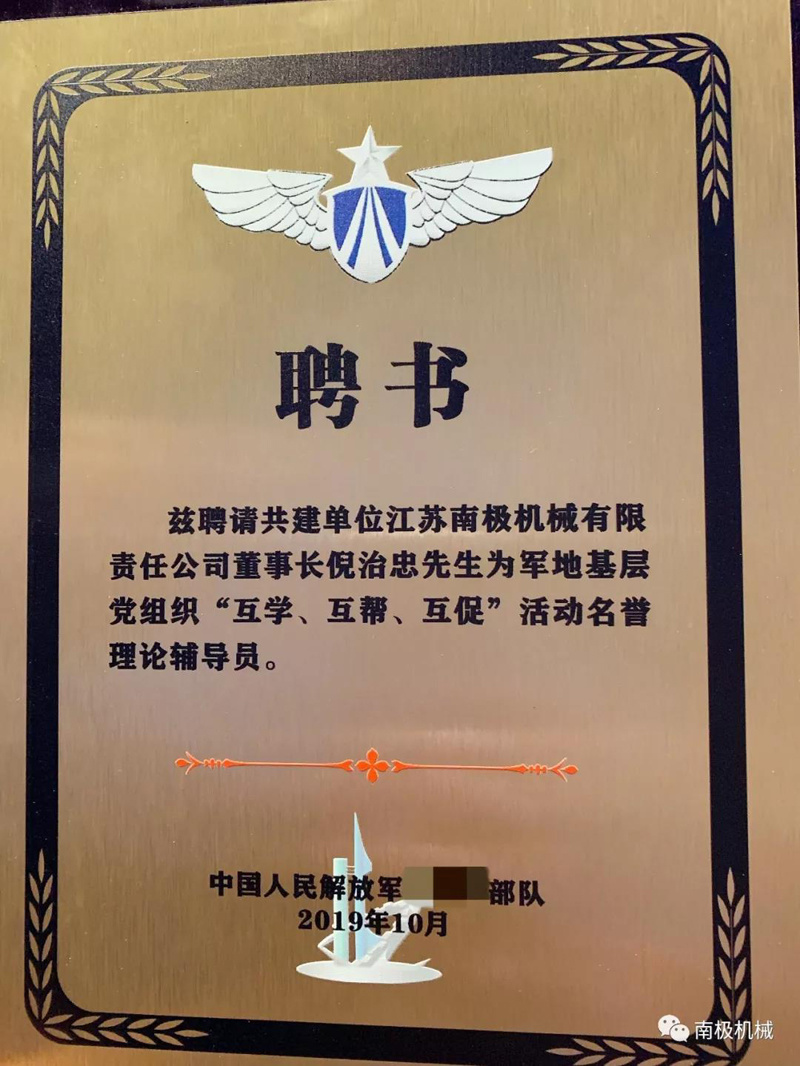 聘书
兹聘请共建单位江苏南极机械有限
责任公司董事长倪治忠先生为军地基层
党组织“互学、互帮、互促”活动名誉
理论辅导员。
中国人民解放军 部队
2019年10月
南极机械